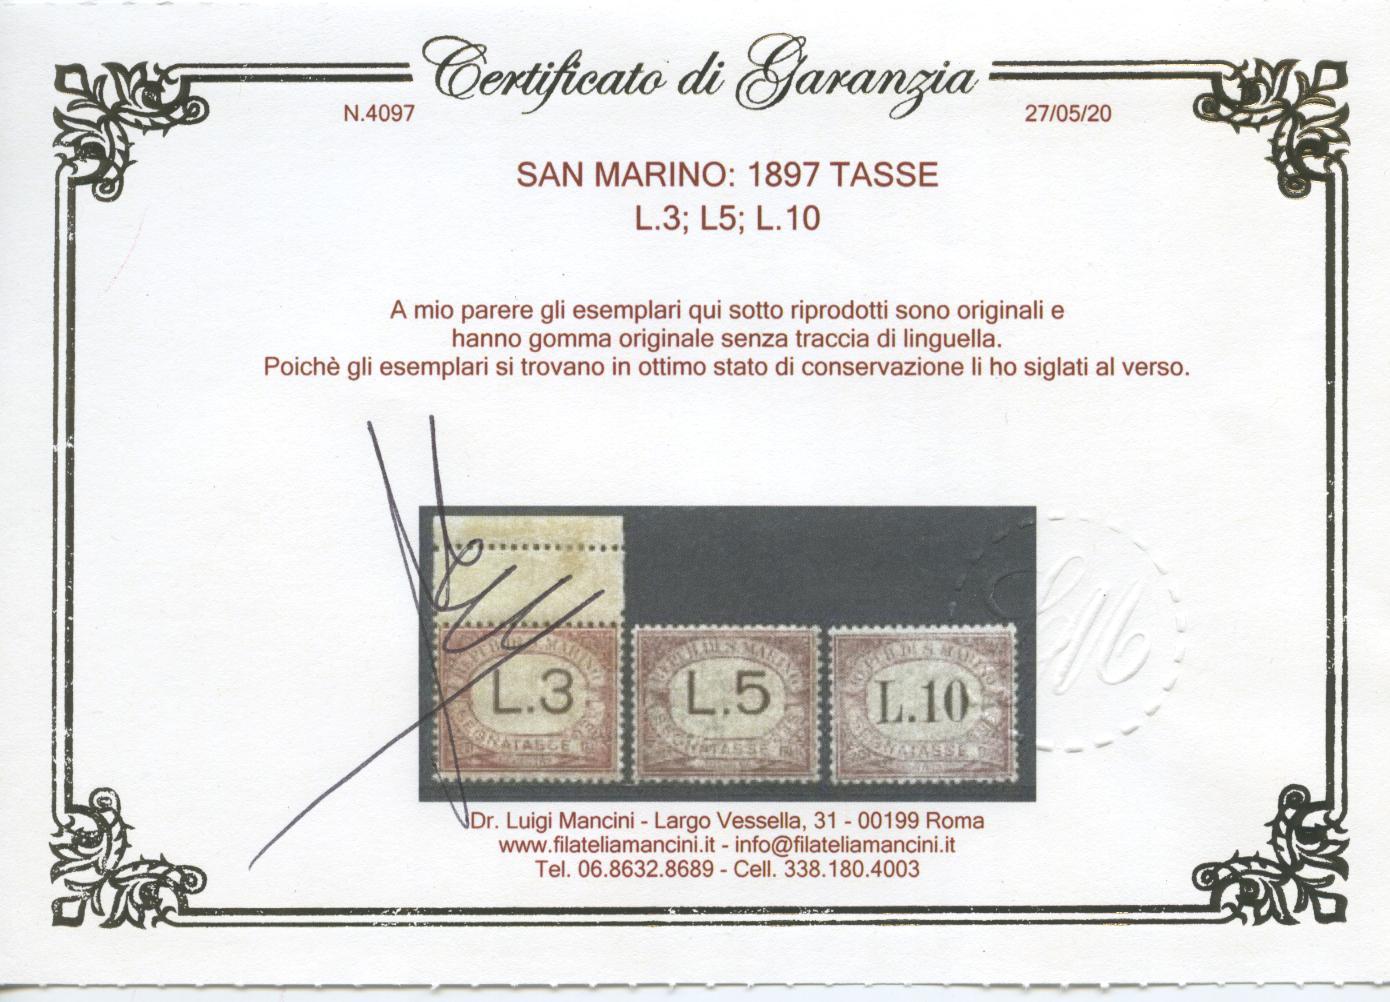 Certificato di Garanzia
N.4097 27/05/20
SAN MARINO: 1897 TASSE
L.3; L5; L.10
A mio parere gli esemplari qui sotto riprodotti sono originali e
hanno gomma originale senza traccia di linguella.
Poichè gli esemplari si trovano in ottimo stato di conservazione li ho siglati al verso.
L.3 L.5 L.10
SEGNATASSE SEGNATASSE SEGNATASSE
Dr. Luigi Mancini - Largo Vessella, 31 - 00199 Roma
www.filateliamancini.it - info@filateliamancini.it
Tel. 06.8632.8689 - Cell. 338.180.4003